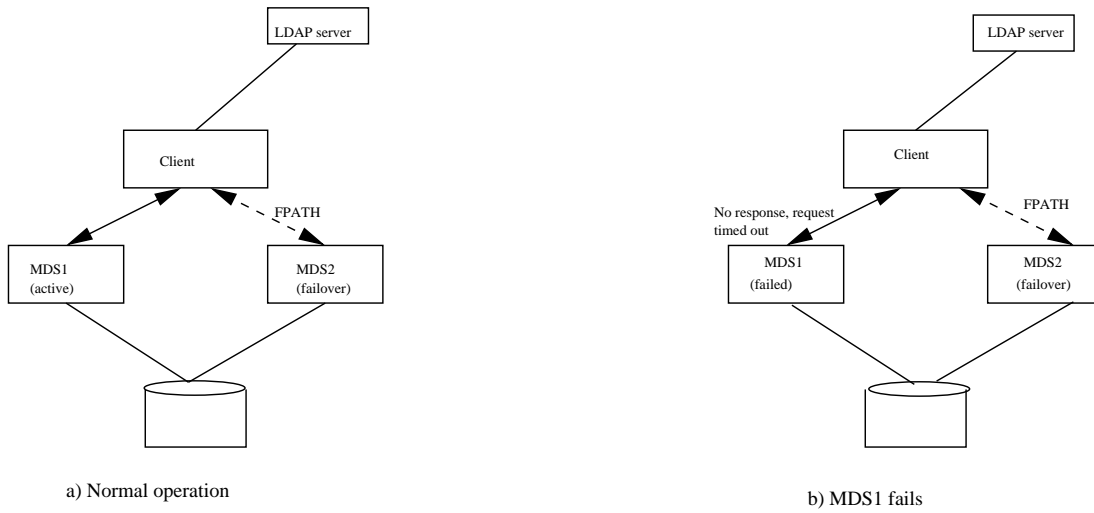 LDAP server
Client
FPATH
MDS1
(active)
MDS2
(failover)
a) Normal operation
LDAP server
Client
No response, request
timed out
FPATH
MDS1
(failed)
MDS2
(failover)
b) MDS1 fails